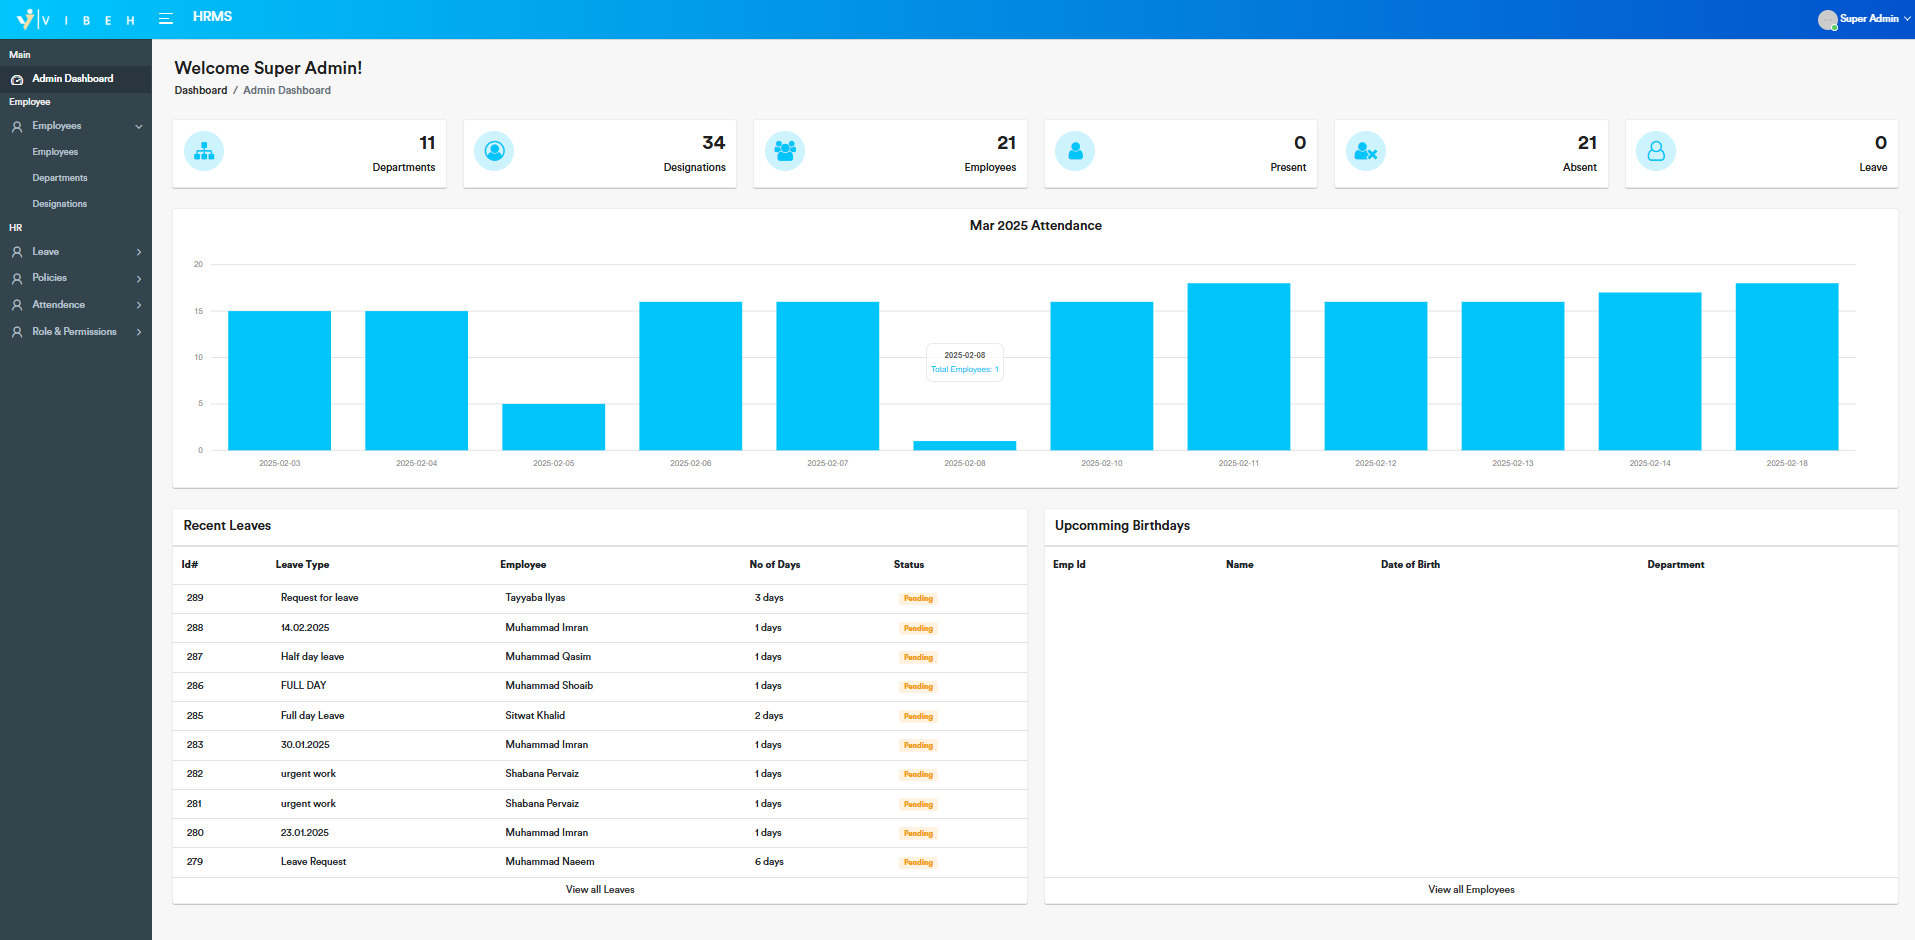 VIBEH HRMS Super Admin
Main
Admin Dashboard
Employee
Employees
Employees
Departments
Designations
HR
Leave
Policies
Attendence
Role & Permissions
Welcome Super Admin!
Dashboard / Admin Dashboard
11
Departments
34
Designations
21
Employees
0
Present
21
Absent
0
Leave
Mar 2025 Attendance
20
15
10
5
0
2025-02-08
Total Employees: 1
2025-02-03 2025-02-04 2025-02-05 2025-02-06 2025-02-07 2025-02-08 2025-02-10 2025-02-11 2025-02-12 2025-02-13 2025-02-14 2025-02-18
Recent Leaves
Id# Leave Type Employee No of Days Status
289 Request for leave Tayyaba Ilyas 3 days Pending
288 14.02.2025 Muhammad Imran 1 days Pending
287 Half day leave Muhammad Qasim 1 days Pending
286 FULL DAY Muhammad Shoaib 1 days Pending
285 Full day Leave Sitwat Khalid 2 days Pending
283 30.01.2025 Muhammad Imran 1 days Pending
282 urgent work Shabana Pervaiz 1 days Pending
281 urgent work Shabana Pervaiz 1 days Pending
280 23.01.2025 Muhammad Imran 1 days Pending
279 Leave Request Muhammad Naeem 6 days Pending
View all Leaves
Upcomming Birthdays
Emp Id Name Date of Birth Department
View all Employees